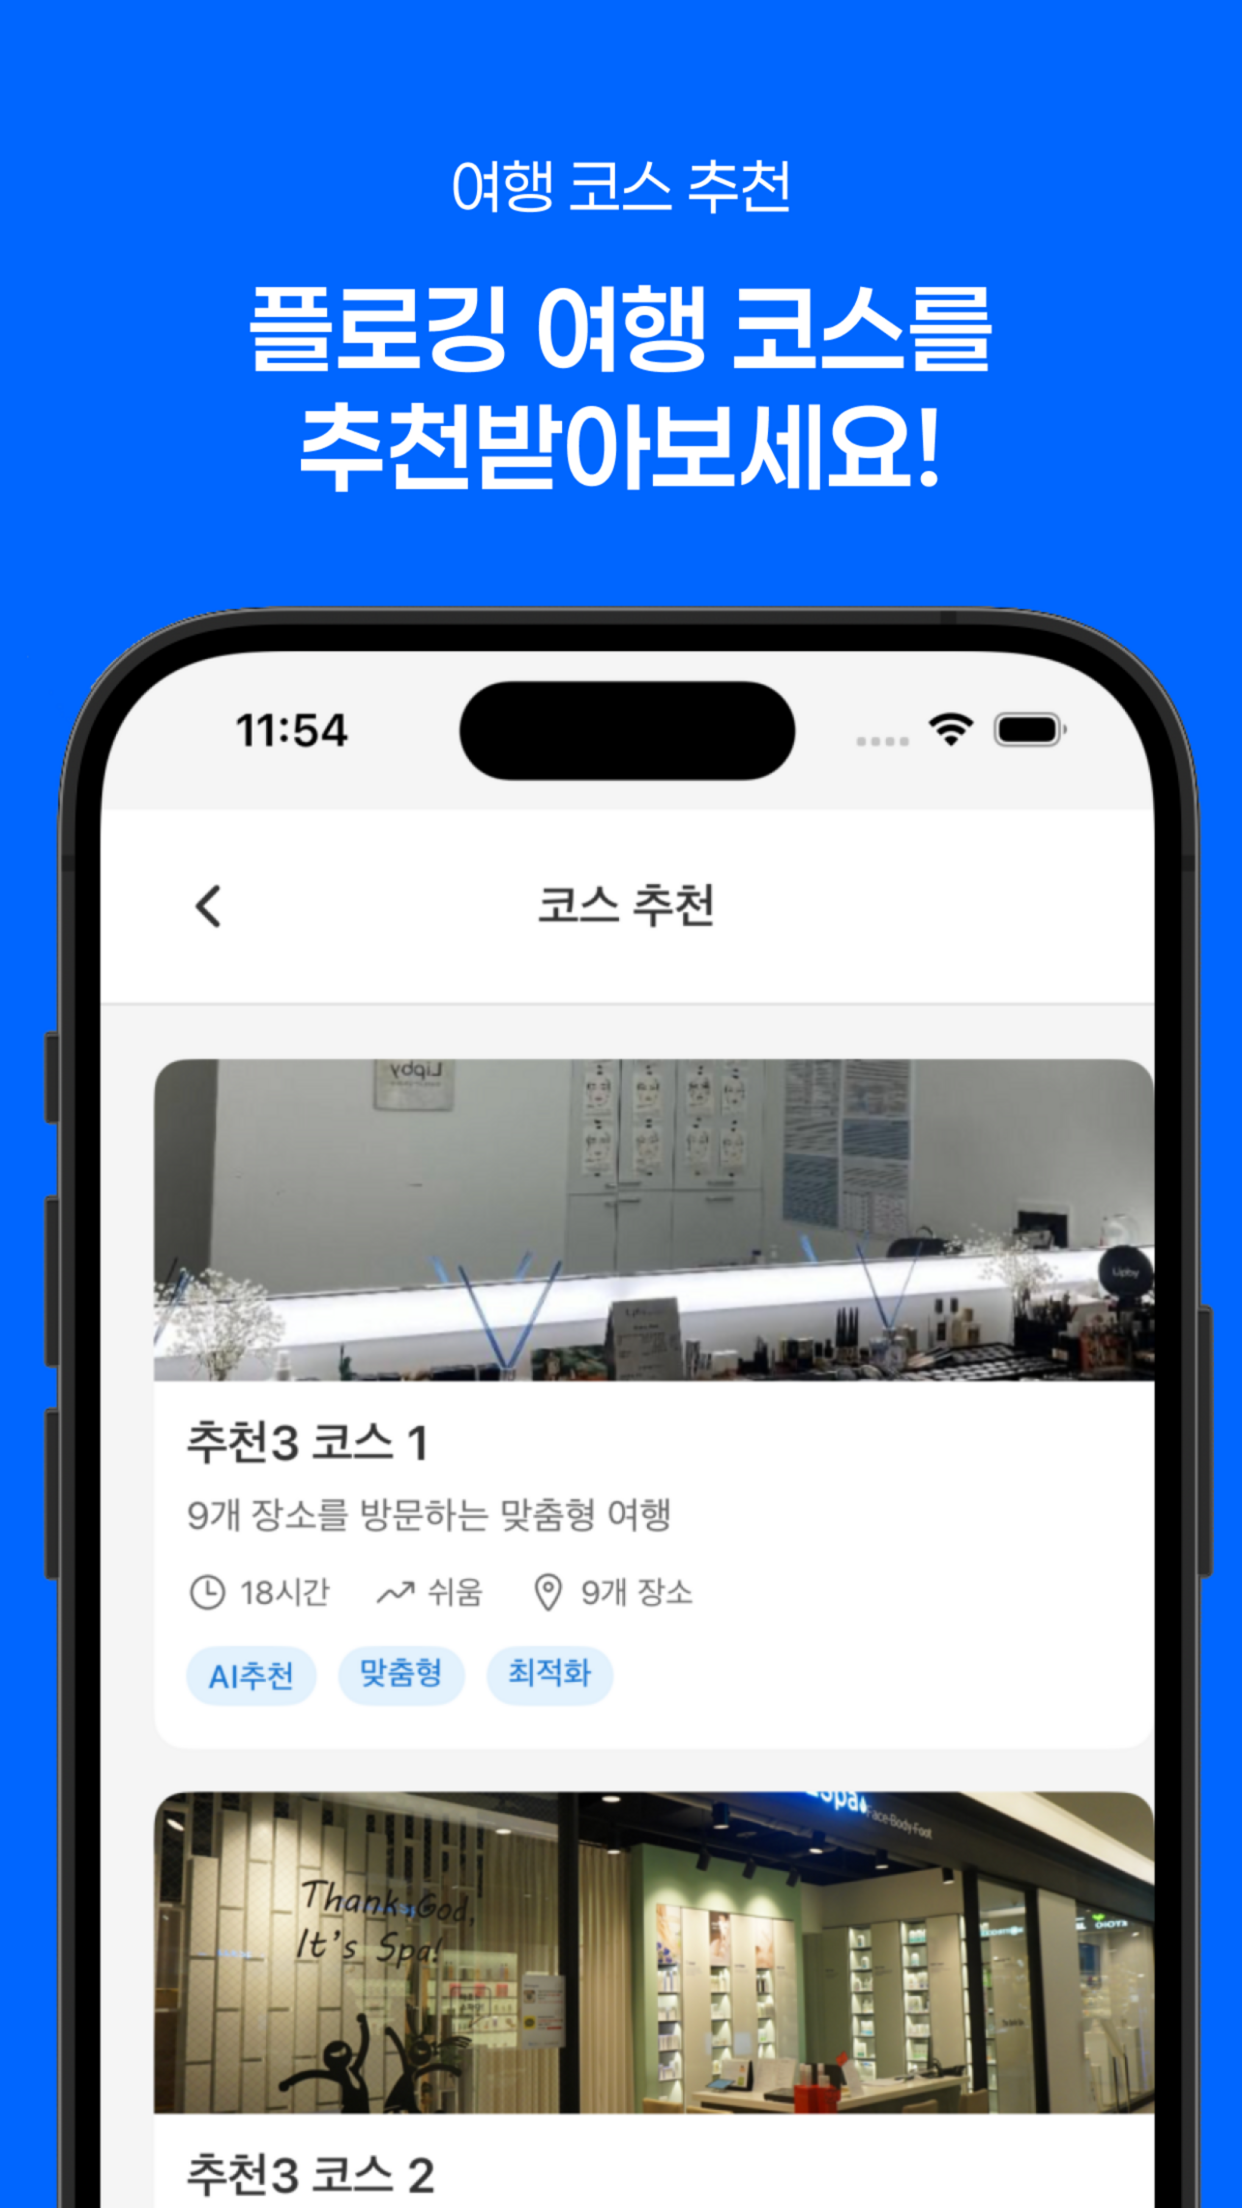 여행 코스 추천
플로깅 여행 코스를
추천받아보세요!
11:54
코스 추천
Lipby
추천3 코스 1
9개 장소를 방문하는 맞춤형 여행
18시간 쉬움 9개 장소
AI추천 맞춤형 최적화
Face·Body·Foot
Thank God,
It's Spa!
추천3 코스 2